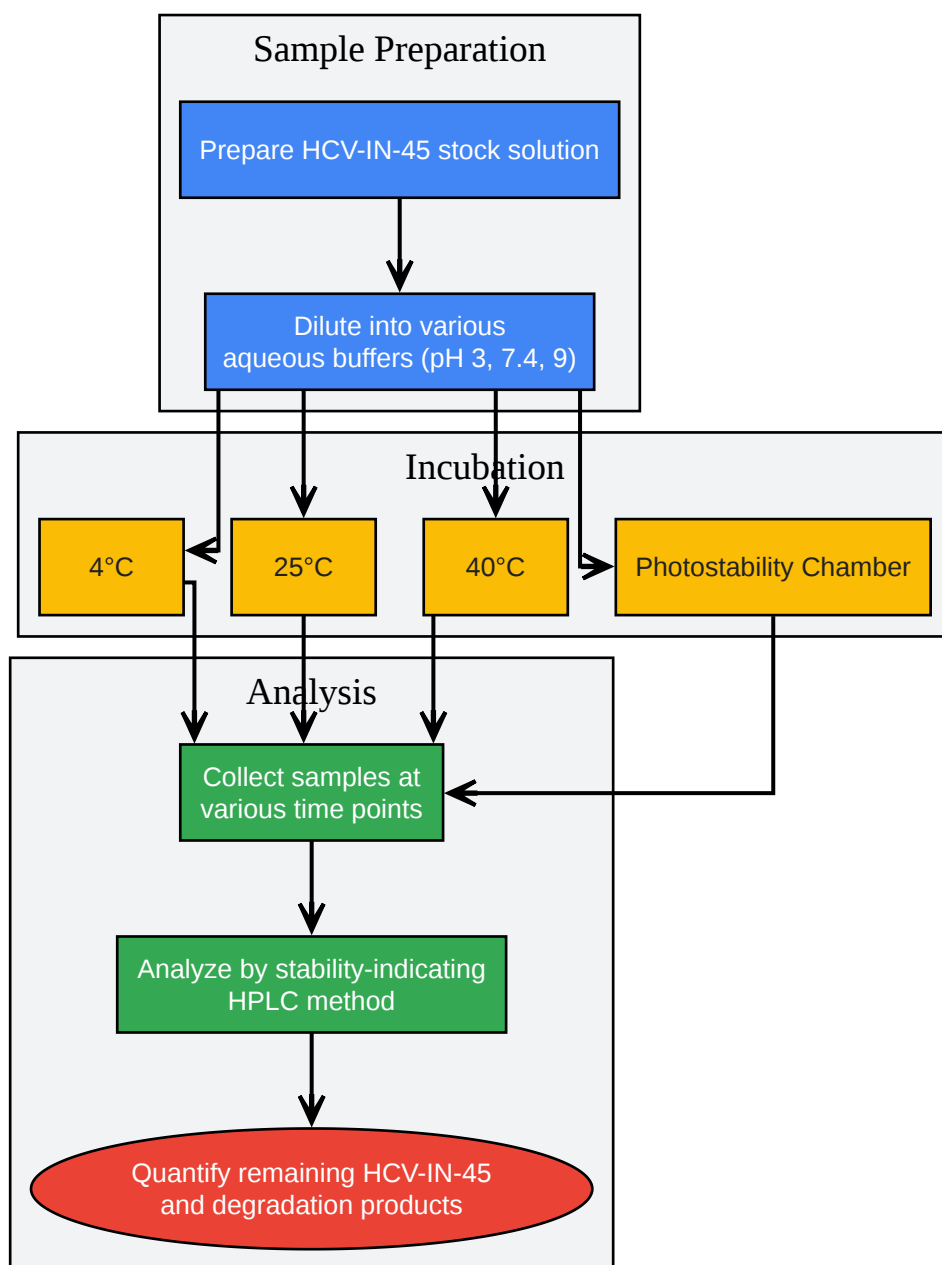 Sample Preparation
Prepare HCV-IN-45 stock solution
Dilute into various
aqueous buffers (pH 3, 7.4, 9)
Incubation
4°C
25°C
40°C
Photostability Chamber
Analysis
Collect samples at
various time points
Analyze by stability-indicating
HPLC method
Quantify remaining HCV-IN-45
and degradation products